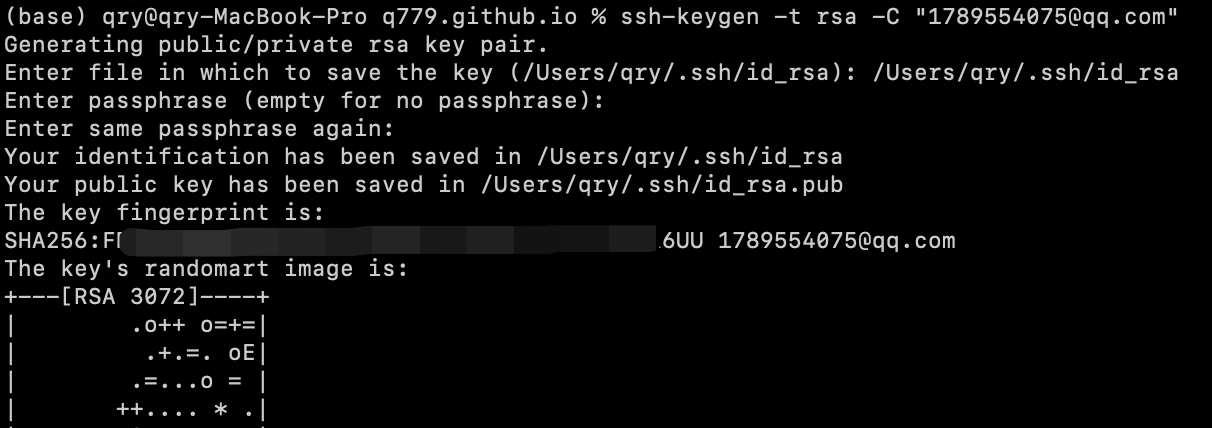 (base) qry@qry-MacBook-Pro q779.github.io % ssh-keygen -t rsa -C "1789554075@qq.com"
Generating public/private rsa key pair.
Enter file in which to save the key (/Users/qry/.ssh/id_rsa): /Users/qry/.ssh/id_rsa
Enter passphrase (empty for no passphrase):
Enter same passphrase again:
Your identification has been saved in /Users/qry/.ssh/id_rsa
Your public key has been saved in /Users/qry/.ssh/id_rsa.pub
The key fingerprint is:
SHA256:F 6UU 1789554075@qq.com
The key's randomart image is:
+---[RSA 3072]----+
|        .o++ o=+=|
|         .+.=. oE|
|        .=...o = |
|       ++.... * .|